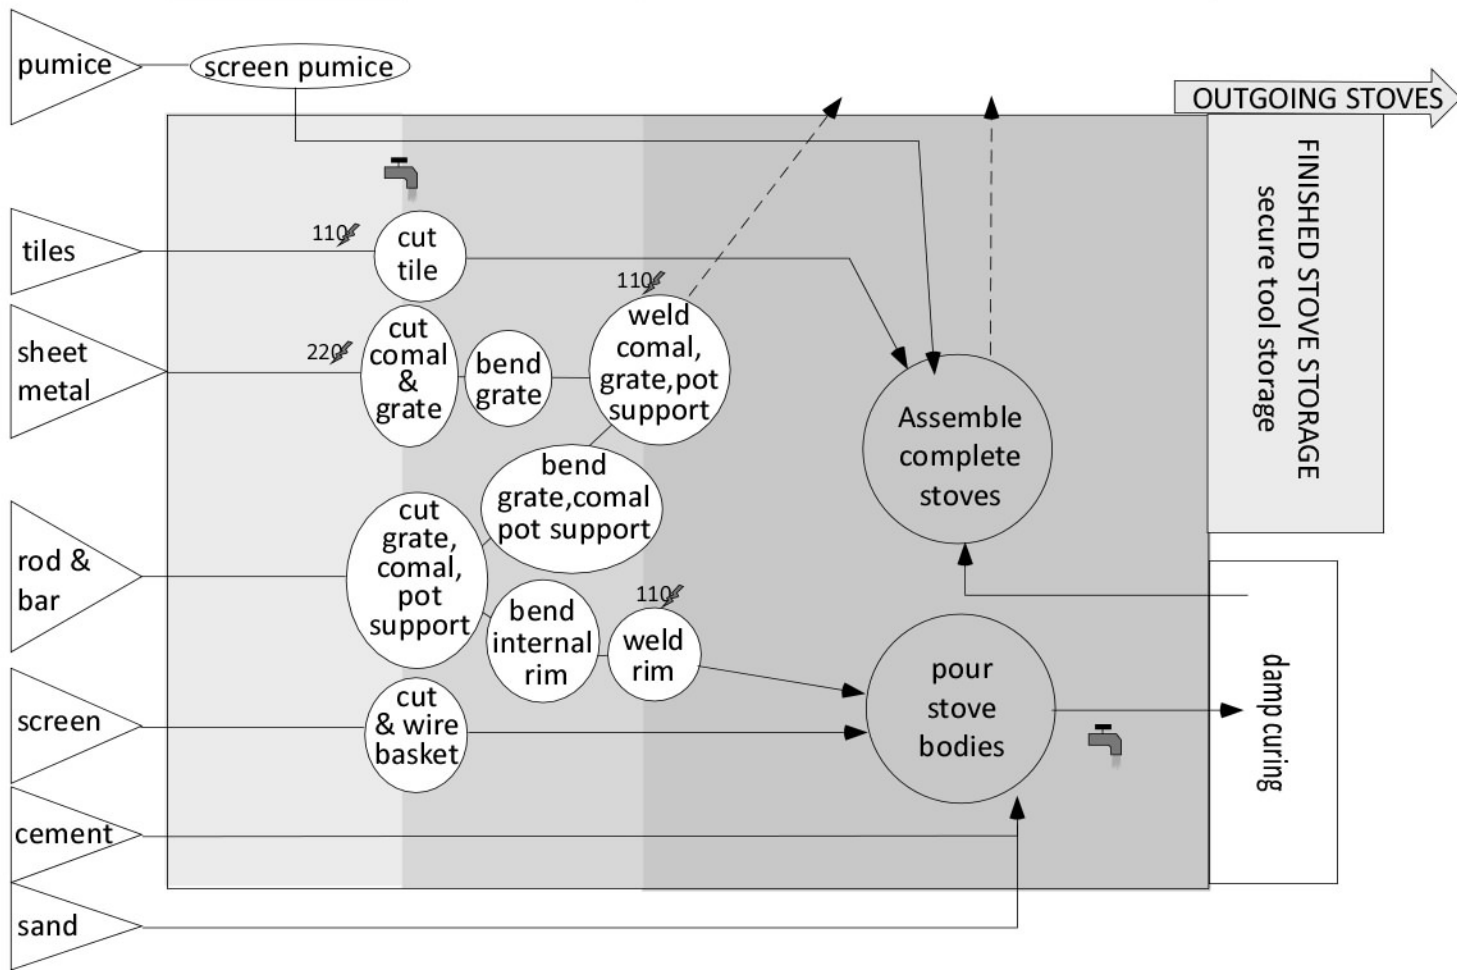 pumice
screen pumice
OUTGOING STOVES
FINISHED STOVE STORAGE
secure tool storage
tiles
110
cut
tile
sheet
metal
220
cut
comal
&
grate
bend
grate
110
weld
comal,
grate,pot
support
Assemble
complete
stoves
bend
grate,comal
pot support
rod &
bar
cut
grate,
comal,
pot
support
bend
internal
rim
110
weld
rim
screen
cut
& wire
basket
pour
stove
bodies
damp curing
cement
sand